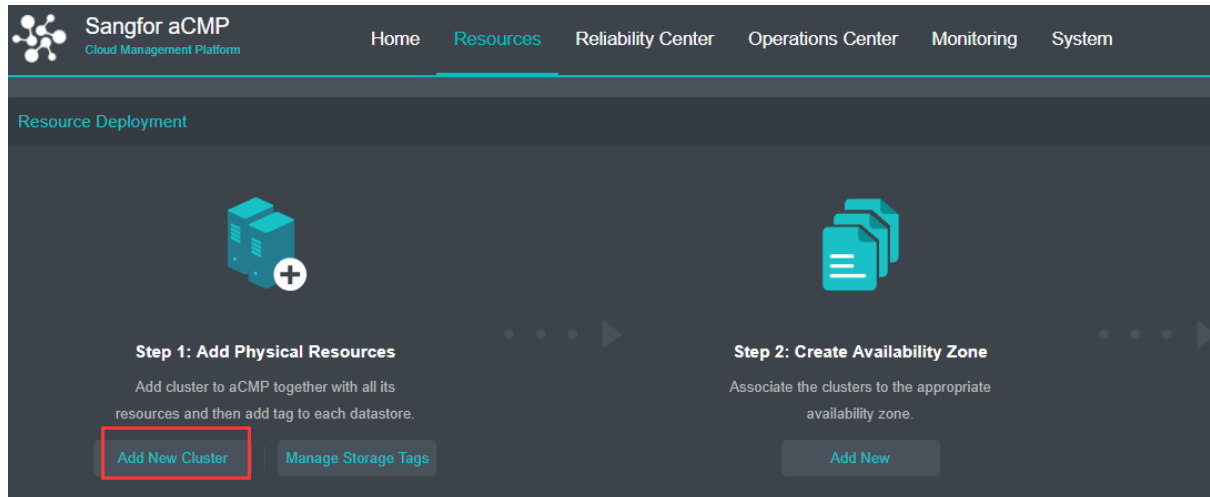 Sangfor aCMP
Cloud Management Platform
Home Resources Reliability Center Operations Center Monitoring System
Resource Deployment
Step 1: Add Physical Resources
Add cluster to aCMP together with all its
resources and then add tag to each datastore.
Add New Cluster Manage Storage Tags
Step 2: Create Availability Zone
Associate the clusters to the appropriate
availability zone.
Add New